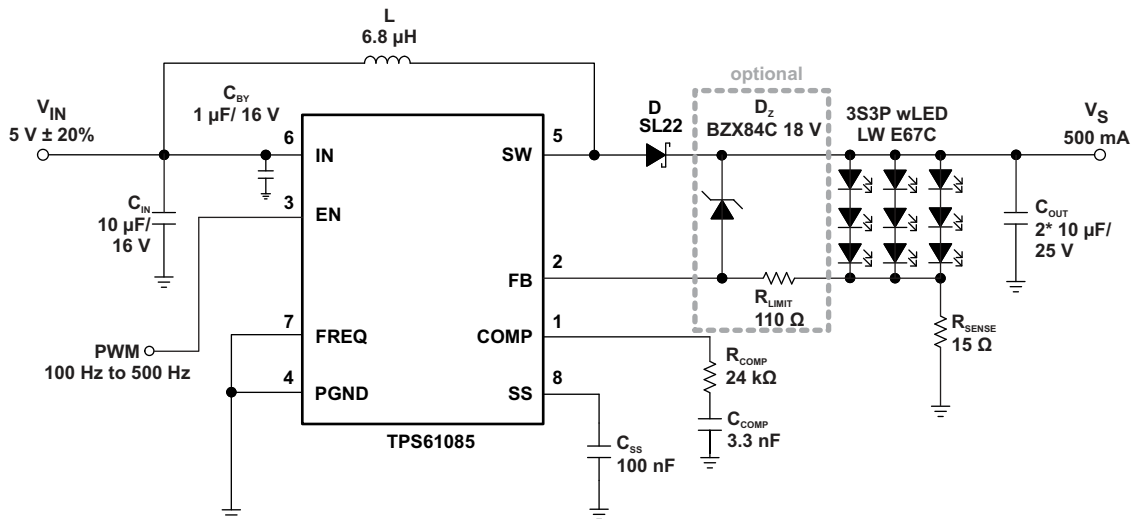 L
6.8 µH
optional
C_BY
1 µF/ 16 V
V_IN
5 V ± 20%
D
SL22
D_Z
BZX84C 18 V
3S3P wLED
LW E67C
V_S
500 mA
6
IN
5
SW
C_IN
10 µF/
16 V
3
EN
C_OUT
2* 10 µF/
25 V
2
FB
R_LIMIT
110 Ω
7
FREQ
1
COMP
R_SENSE
15 Ω
PWM
100 Hz to 500 Hz
R_COMP
24 kΩ
4
PGND
8
SS
C_COMP
3.3 nF
TPS61085
C_SS
100 nF